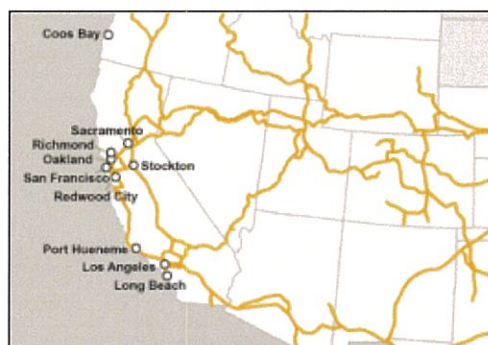 Coos Bay
Sacramento
Richmond
Oakland
Stockton
San Francisco
Redwood City
Port Hueneme
Los Angeles
Long Beach